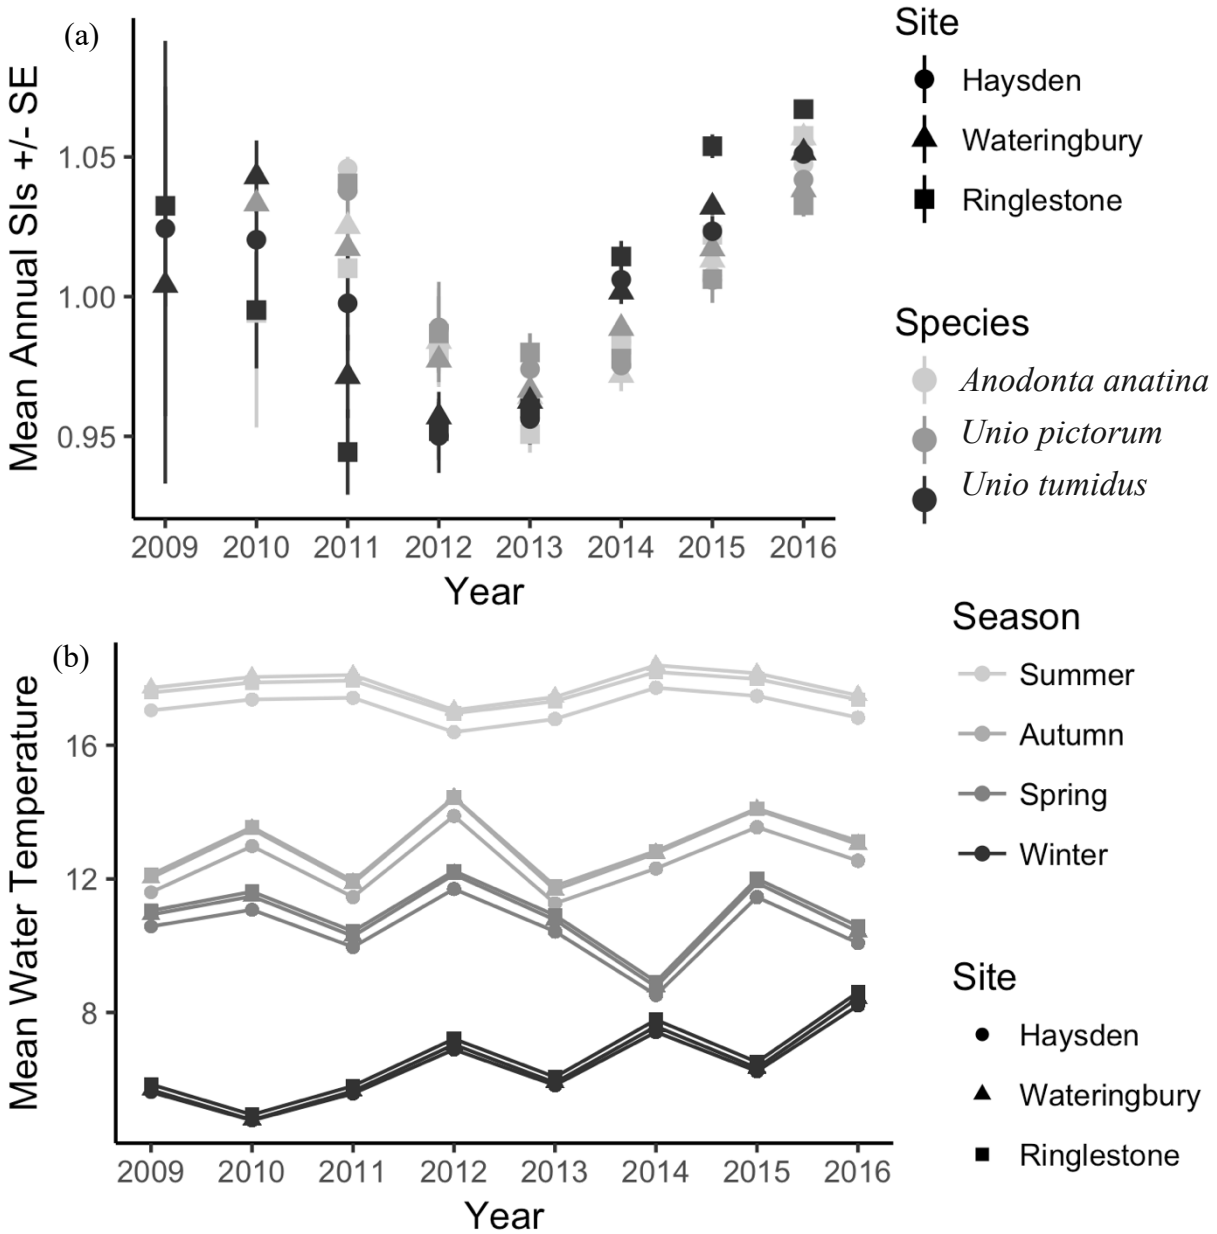 (a)
Mean Annual SIs +/- SE
1.05
1.00
0.95
2009 2010 2011 2012 2013 2014 2015 2016
Year
Site
Haysden
Wateringbury
Ringlestone
Species
Anodonta anatina
Unio pictorum
Unio tumidus
(b)
Mean Water Temperature
16
12
8
2009 2010 2011 2012 2013 2014 2015 2016
Year
Season
Summer
Autumn
Spring
Winter
Site
Haysden
Wateringbury
Ringlestone